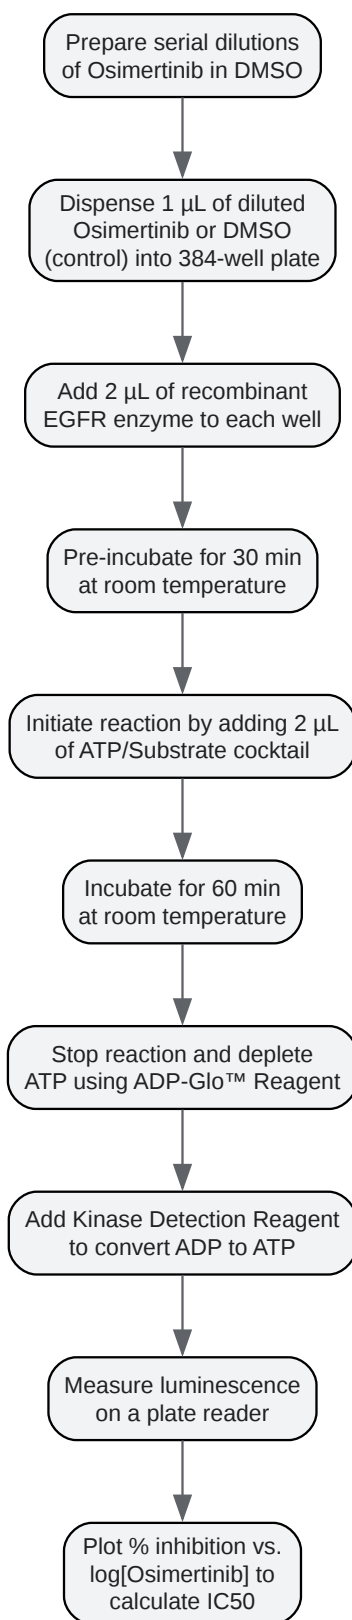 Prepare serial dilutions
of Osimertinib in DMSO
Dispense 1 µL of diluted
Osimertinib or DMSO
(control) into 384-well plate
Add 2 µL of recombinant
EGFR enzyme to each well
Pre-incubate for 30 min
at room temperature
Initiate reaction by adding 2 µL
of ATP/Substrate cocktail
Incubate for 60 min
at room temperature
Stop reaction and deplete
ATP using ADP-Glo™ Reagent
Add Kinase Detection Reagent
to convert ADP to ATP
Measure luminescence
on a plate reader
Plot % inhibition vs.
log[Osimertinib] to
calculate IC50